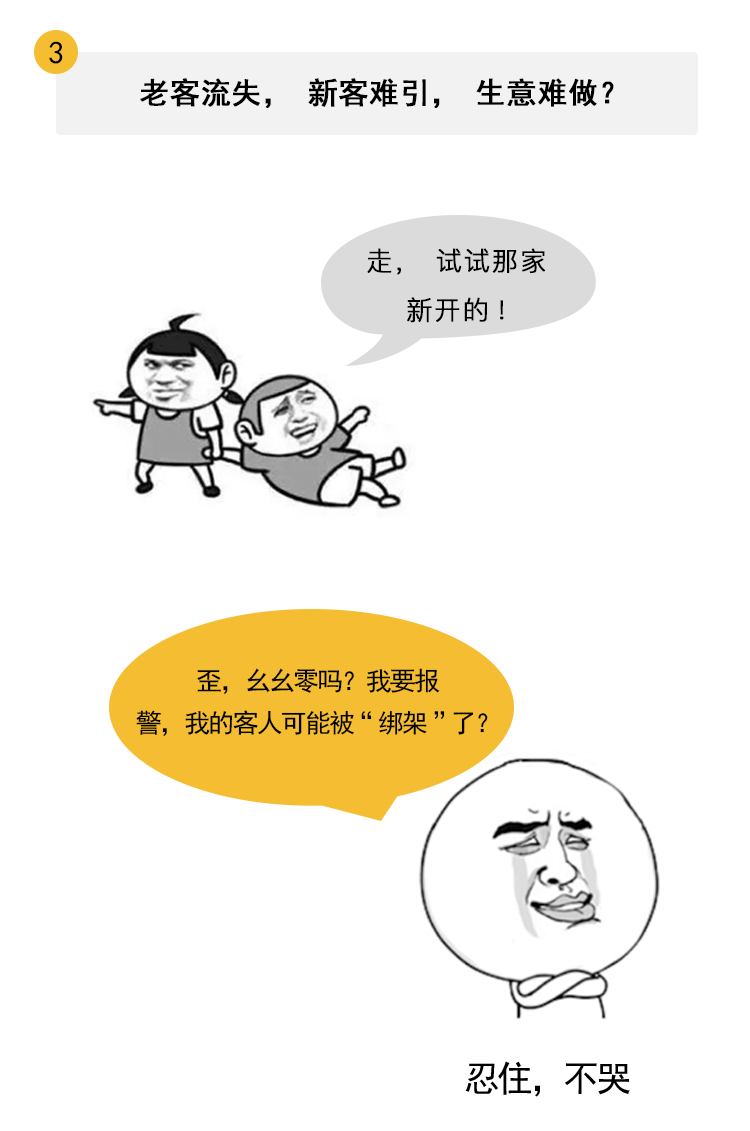 3
老客流失， 新客难引， 生意难做？
走， 试试那家
新开的！
歪，幺幺零吗？我要报
警，我的客人可能被“绑架”了？
忍住，不哭